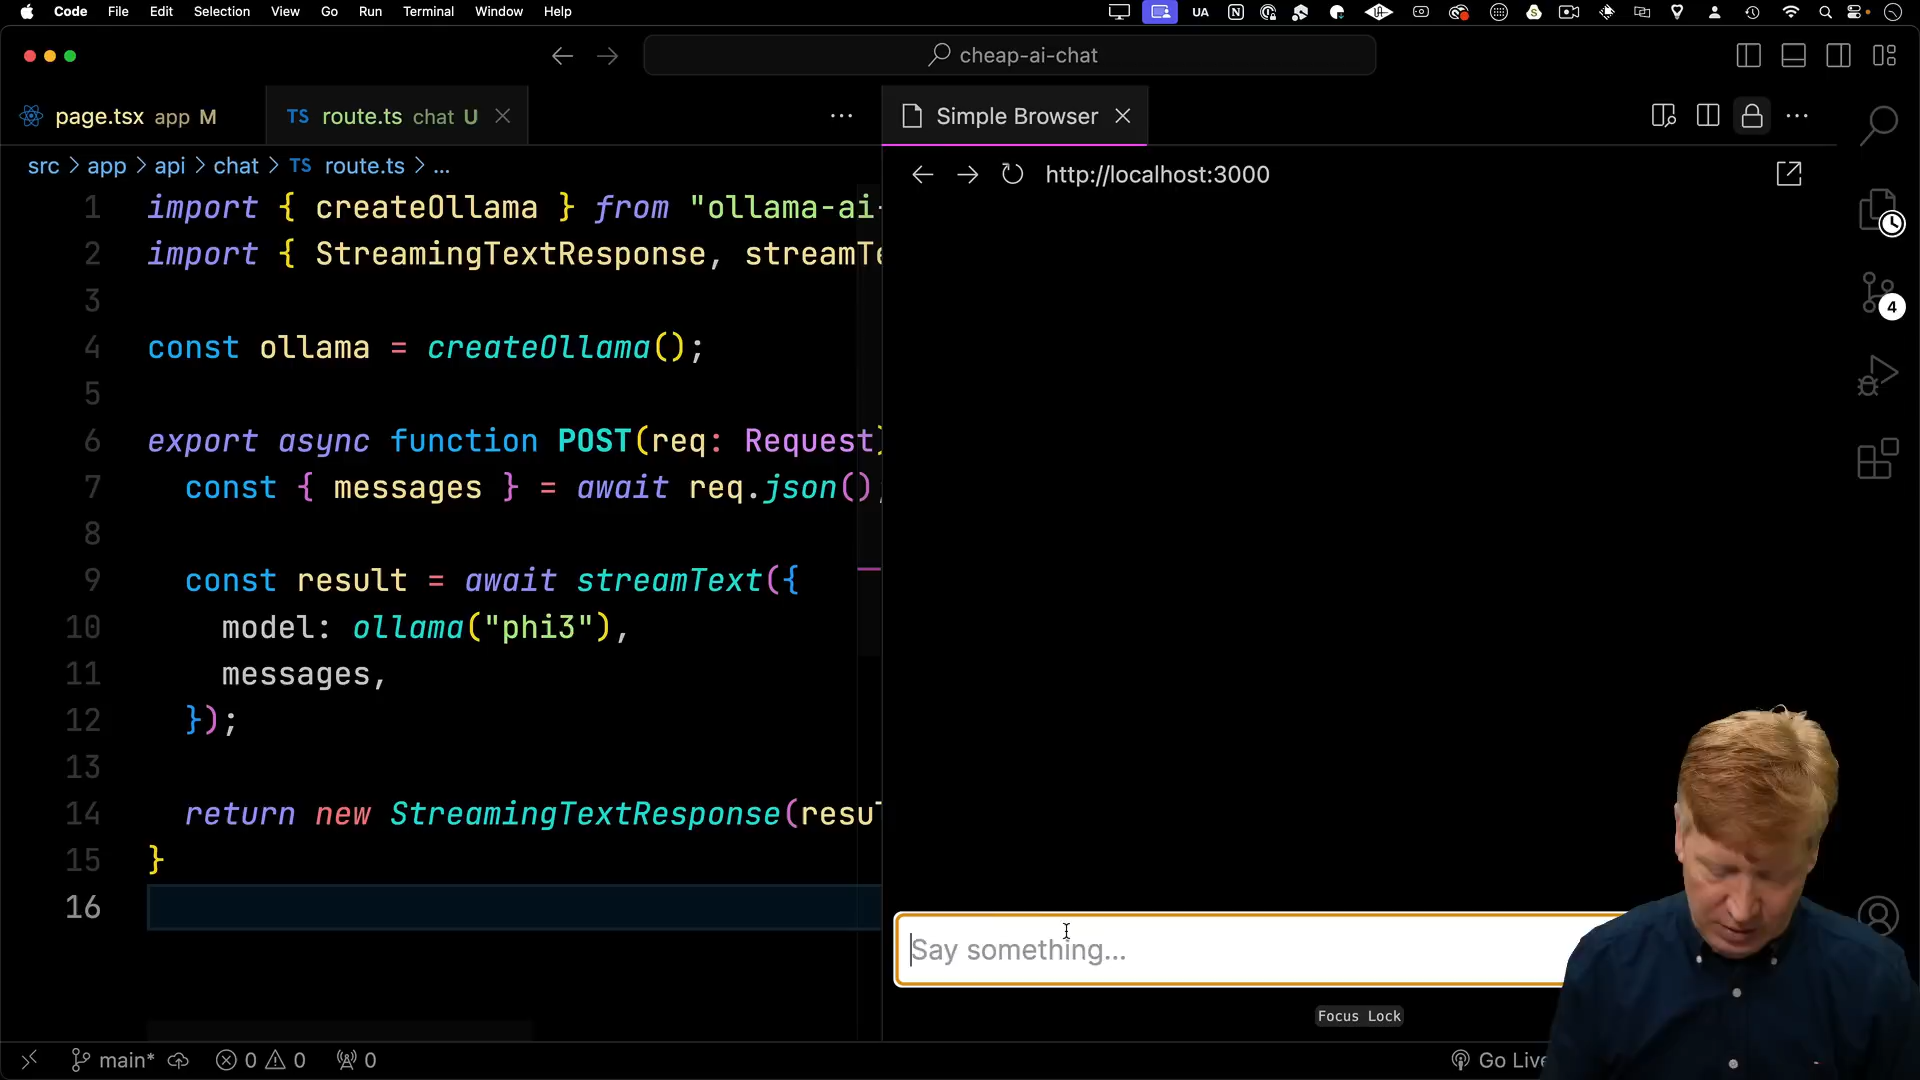 Code File Edit Selection View Go Run Terminal Window Help UA
cheap-ai-chat
page.tsx app M
TS route.ts chat U
Simple Browser
src > app > api > chat > TS route.ts > ...
http://localhost:3000
1 import { createOllama } from "ollama-ai-
2 import { StreamingTextResponse, streamTe
3
4 const ollama = createOllama();
5
6 export async function POST(req: Request)
7 const { messages } = await req.json()
8
9 const result = await streamText({
10 model: ollama("phi3"),
11 messages,
12 });
13
14 return new StreamingTextResponse(resu
15 }
16
4
Say something...
Focus Lock
main* 0 0 0
Go Live